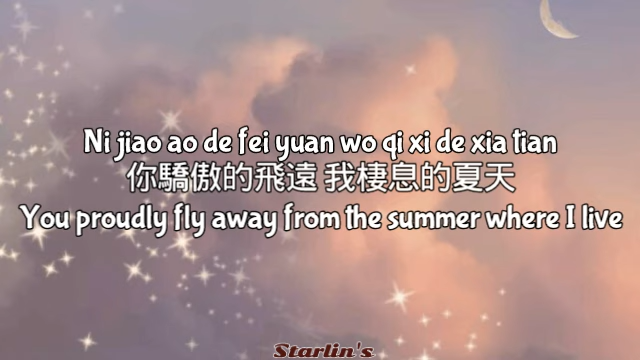 Ni jiao ao de fei yuan wo qi xi de xia tian
你驕傲的飛遠 我棲息的夏天
You proudly fly away from the summer where I live
Starlin's